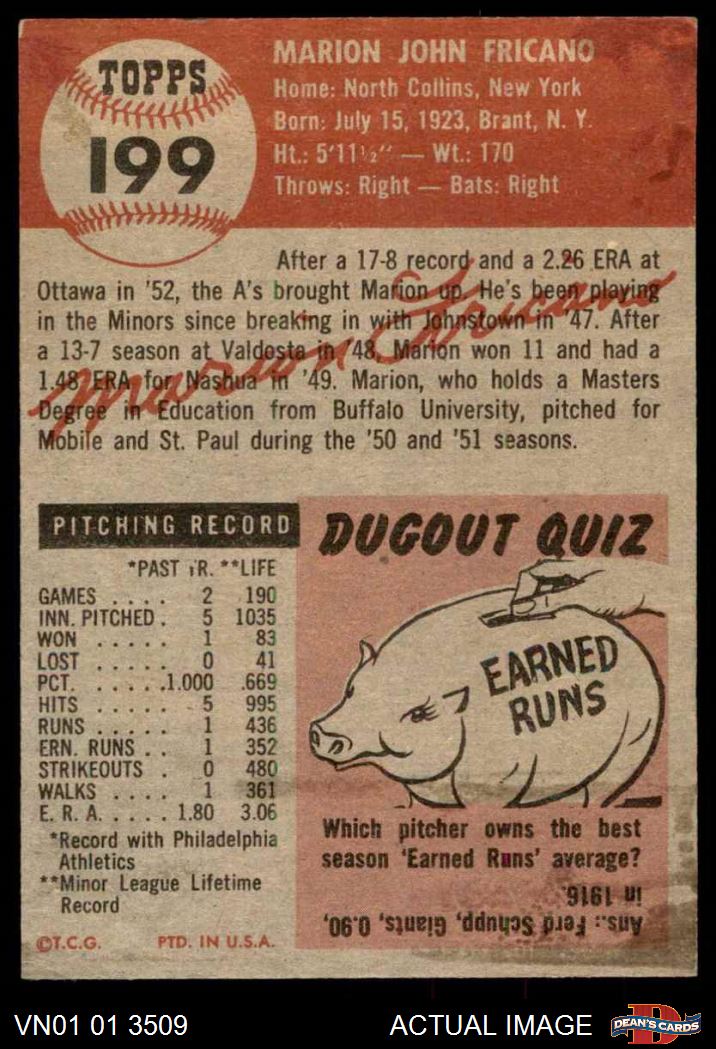 TOPPS
199
MARION JOHN FRICANO
Home: North Collins, New York
Born: July 15, 1923, Brant, N. Y.
Ht.: 5'11½" — Wt.: 170
Throws: Right — Bats: Right
After a 17-8 record and a 2.26 ERA at
Ottawa in '52, the A's brought Marion up. He's been playing
in the Minors since breaking in with Johnstown in '47. After
a 13-7 season at Valdosta in '48, Marion won 11 and had a
1.48 ERA for Nashua in '49. Marion, who holds a Masters
Degree in Education from Buffalo University, pitched for
Mobile and St. Paul during the '50 and '51 seasons.
Marion Fricano
PITCHING RECORD
*PAST YR. **LIFE
GAMES . . . . 2 190
INN. PITCHED . 5 1035
WON . . . . . 1 83
LOST . . . . . 0 41
PCT. . . . . .1.000 .669
HITS . . . . . 5 995
RUNS . . . . . 1 436
ERN. RUNS . . 1 352
STRIKEOUTS . 0 480
WALKS . . . . 1 361
E. R. A. . . . . 1.80 3.06
*Record with Philadelphia
Athletics
**Minor League Lifetime
Record
©T.C.G. PTD. IN U.S.A.
DUGOUT QUIZ
EARNED
RUNS
Which pitcher owns the best
season 'Earned Runs' average?
Ans.: Ferd Schupp, Giants, 0.90,
in 1916.
VN01 01 3509
ACTUAL IMAGE
DEAN'S CARDS